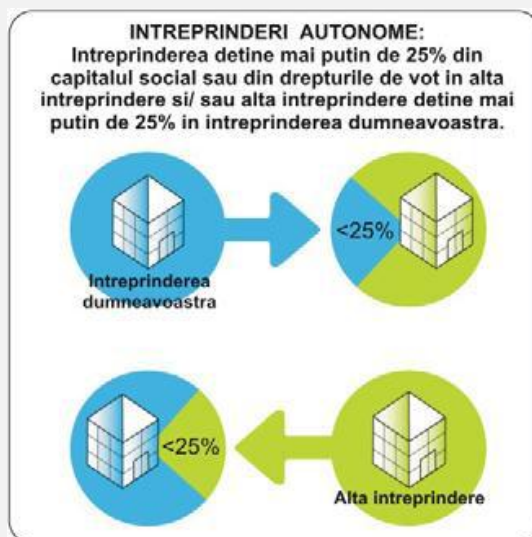 INTREPRINDERI AUTONOME:
Intreprinderea detine mai putin de 25% din
capitalul social sau din drepturile de vot in alta
intreprindere si/ sau alta intreprindere detine mai
putin de 25% in intreprinderea dumneavoastra.
<25%
Intreprinderea
dumneavoastra
<25%
Alta intreprindere